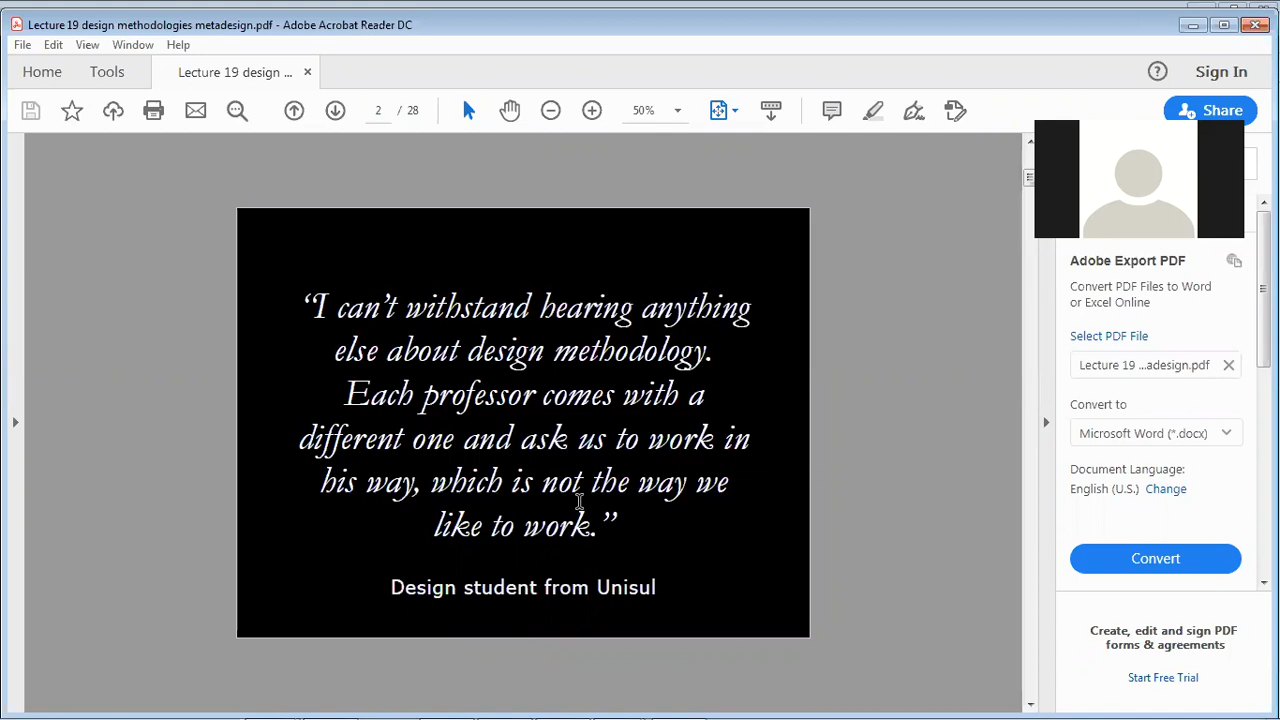 Lecture 19 design methodologies metadesign.pdf - Adobe Acrobat Reader DC
File Edit View Window Help
Home Tools Lecture 19 design ... × Sign In
2 / 28 50% Share
“I can’t withstand hearing anything
else about design methodology.
Each professor comes with a
different one and ask us to work in
his way, which is not the way we
like to work.”
Design student from Unisul
Adobe Export PDF
Convert PDF Files to Word
or Excel Online
Select PDF File
Lecture 19 ...adesign.pdf
Convert to
Microsoft Word (*.docx)
Document Language:
English (U.S.) Change
Convert
Create, edit and sign PDF
forms & agreements
Start Free Trial